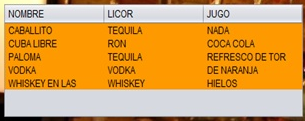 NOMBRE LICOR JUGO
CABALLITO TEQUILA NADA
CUBA LIBRE RON COCA COLA
PALOMA TEQUILA REFRESCO DE TOR
VODKA VODKA DE NARANJA
WHISKEY EN LAS WHISKEY HIELOS